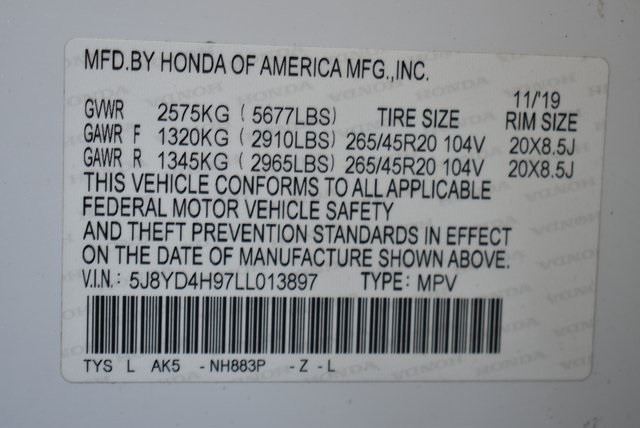 MFD.BY HONDA OF AMERICA MFG.,INC.
11/'19
GVWR 2575KG ( 5677LBS) TIRE SIZE RIM SIZE
GAWR F 1320KG ( 2910LBS) 265/45R20 104V 20X8.5J
GAWR R 1345KG ( 2965LBS) 265/45R20 104V 20X8.5J
THIS VEHICLE CONFORMS TO ALL APPLICABLE
FEDERAL MOTOR VEHICLE SAFETY
AND THEFT PREVENTION STANDARDS IN EFFECT
ON THE DATE OF MANUFACTURE SHOWN ABOVE.
V.I.N.: 5J8YD4H97LL013897 TYPE: MPV
TYS L AK5 -NH883P -Z -L